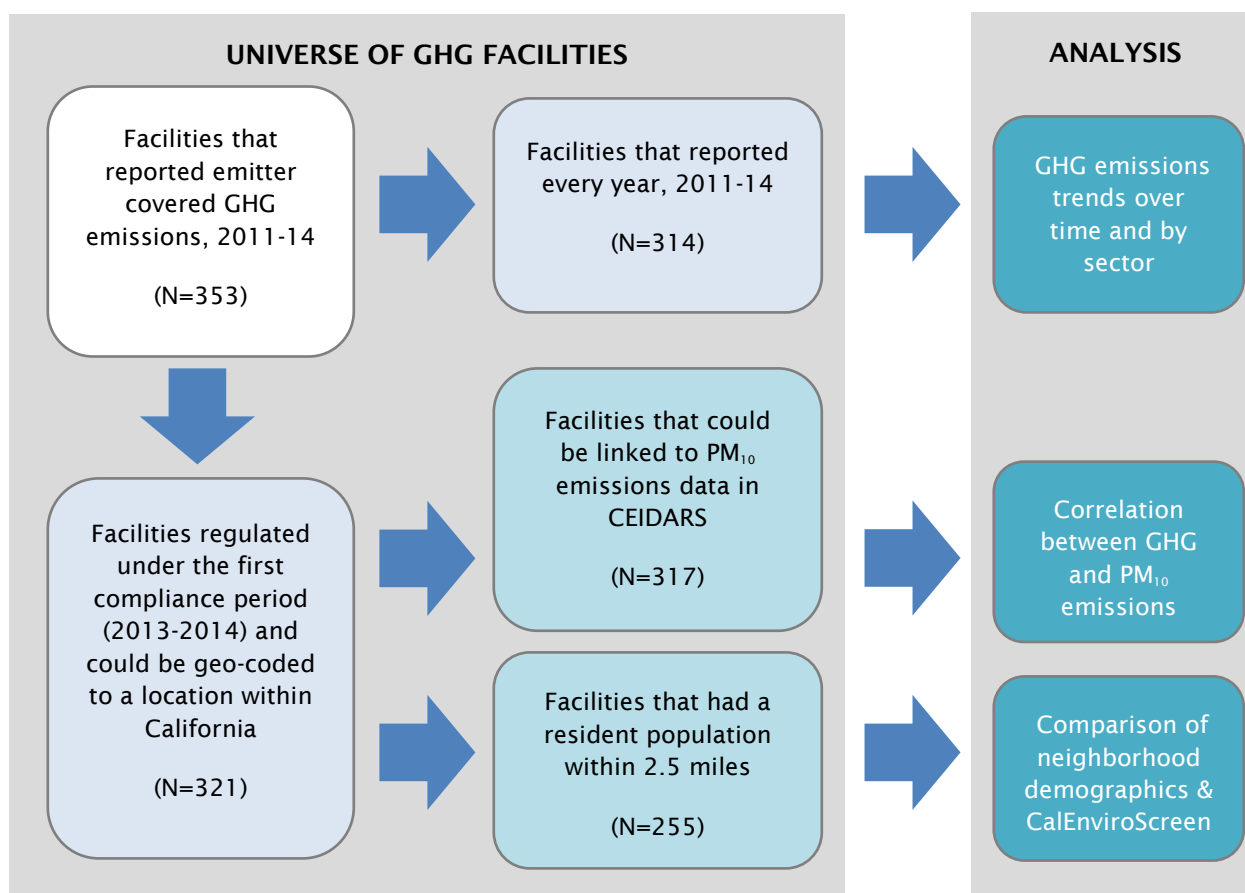 UNIVERSE OF GHG FACILITIES
ANALYSIS
Facilities that
reported emitter
covered GHG
emissions, 2011-14
(N=353)
Facilities that reported
every year, 2011-14
(N=314)
GHG emissions
trends over
time and by
sector
Facilities regulated
under the first
compliance period
(2013-2014) and
could be geo-coded
to a location within
California
(N=321)
Facilities that could
be linked to PM₁₀
emissions data in
CEIDARS
(N=317)
Correlation
between GHG
and PM₁₀
emissions
Facilities that had a
resident population
within 2.5 miles
(N=255)
Comparison of
neighborhood
demographics &
CalEnviroScreen